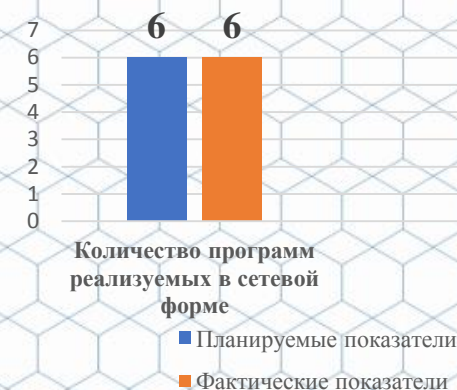 6 6
7
6
5
4
3
2
1
0
Количество программ
реализуемых в сетевой
форме
Планируемые показатели
Фактические показатели